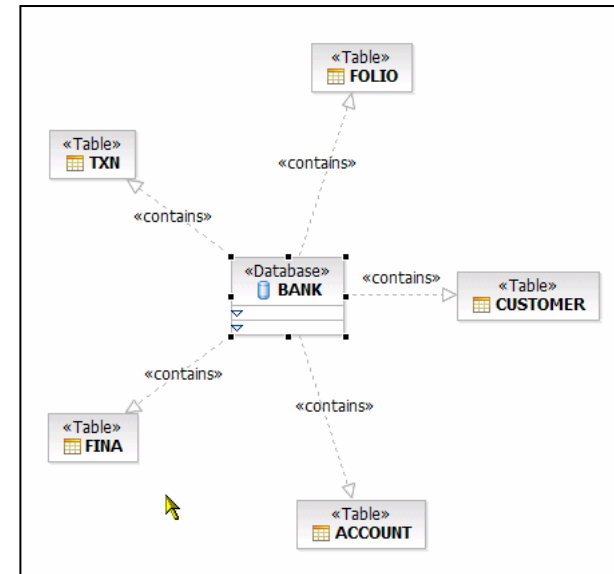 «Table»
FOLIO
«contains»
«Table»
TXN
«contains»
«Database»
BANK
«contains»
«Table»
CUSTOMER
«contains»
«Table»
FINA
«contains»
«Table»
ACCOUNT